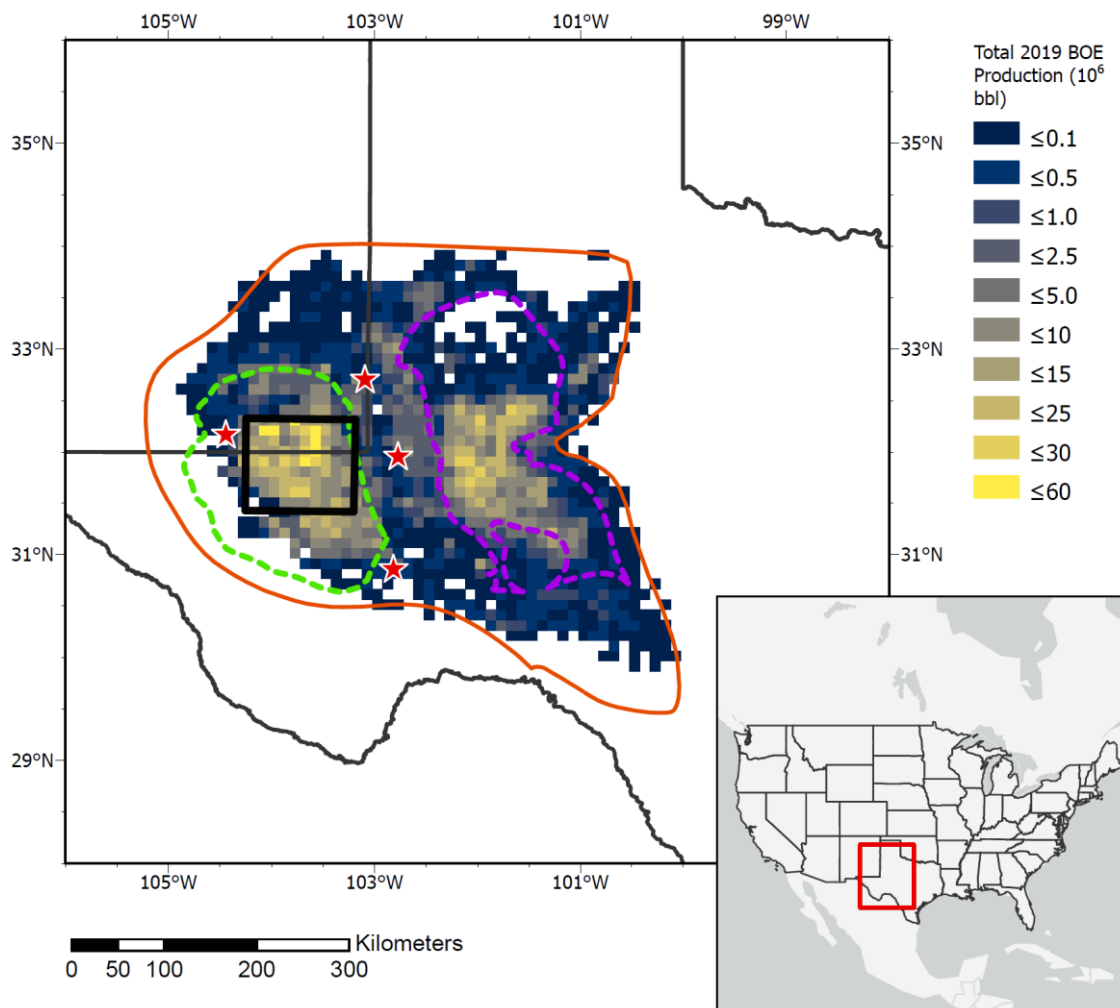 105°W 103°W 101°W 99°W
Total 2019 BOE
Production (10⁶
bbl)
≤0.1
≤0.5
≤1.0
≤2.5
≤5.0
≤10
≤15
≤25
≤30
≤60
35°N 35°N
33°N 33°N
31°N 31°N
29°N
105°W 103°W 101°W
Kilometers
0 50 100 200 300